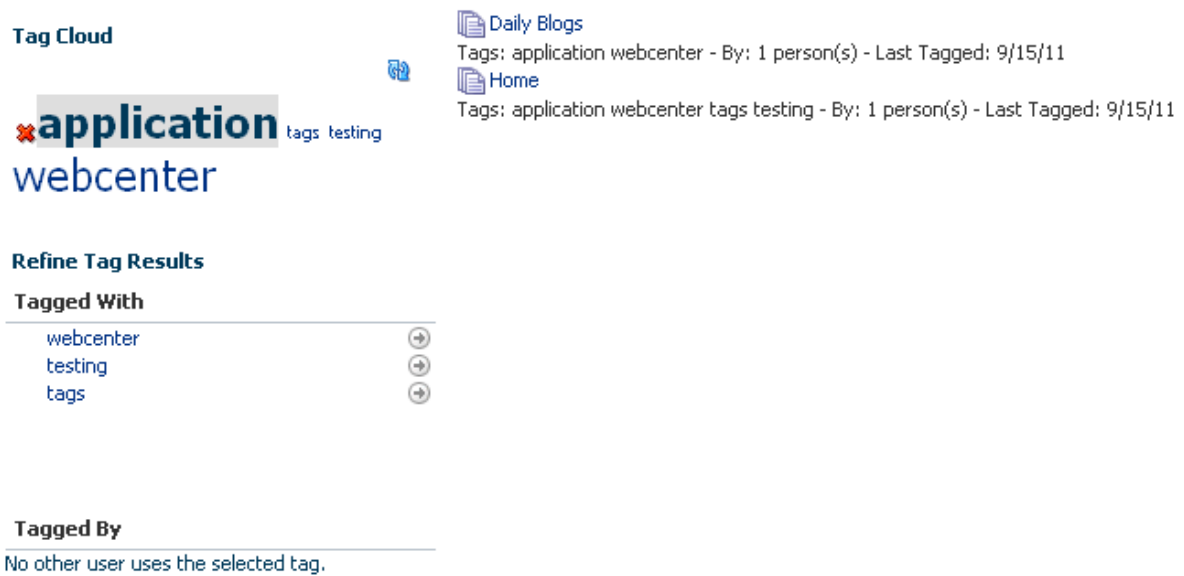 Tag Cloud
application tags testing
webcenter
Refine Tag Results
Tagged With
webcenter
testing
tags
Tagged By
No other user uses the selected tag.
Daily Blogs
Tags: application webcenter - By: 1 person(s) - Last Tagged: 9/15/11
Home
Tags: application webcenter tags testing - By: 1 person(s) - Last Tagged: 9/15/11